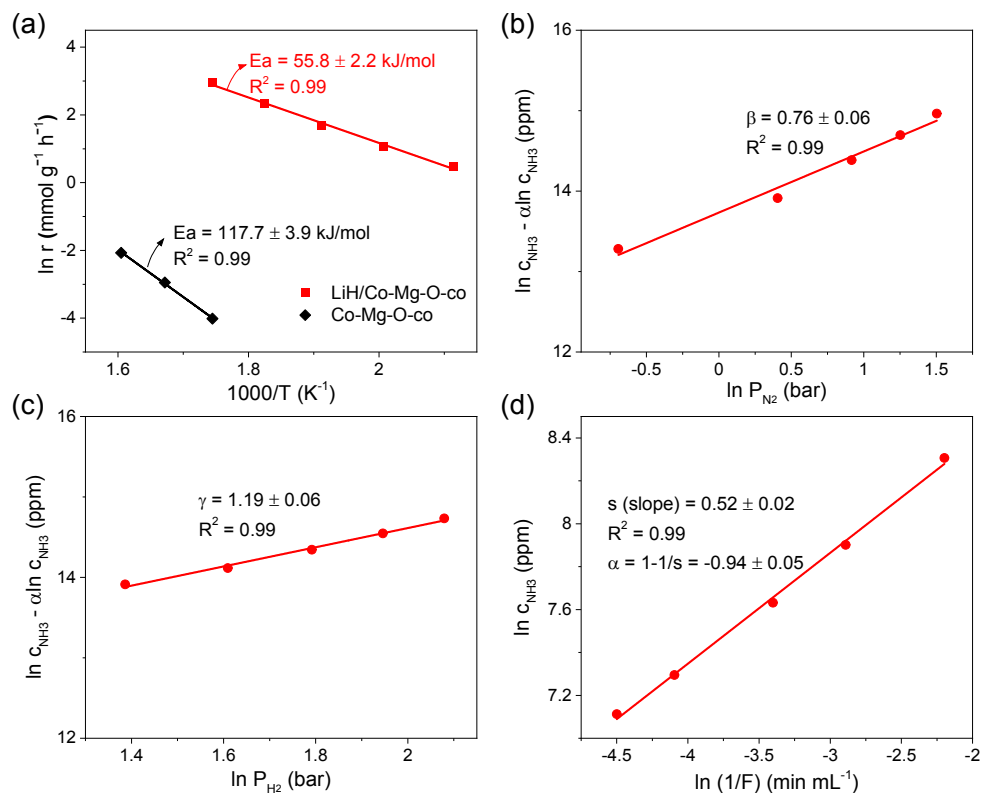 (a)
ln r (mmol g⁻¹ h⁻¹)
4
2
0
-2
-4
Ea = 55.8 ± 2.2 kJ/mol
R² = 0.99
Ea = 117.7 ± 3.9 kJ/mol
R² = 0.99
LiH/Co-Mg-O-co
Co-Mg-O-co
1.6
1.8
2
1000/T (K⁻¹)
(b)
ln c_NH3 - αln c_NH3 (ppm)
16
14
12
β = 0.76 ± 0.06
R² = 0.99
-0.5
0
0.5
1
1.5
ln P_N2 (bar)
(c)
ln c_NH3 - αln c_NH3 (ppm)
16
14
12
γ = 1.19 ± 0.06
R² = 0.99
1.4
1.6
1.8
2
ln P_H2 (bar)
(d)
ln c_NH3 (ppm)
8.4
8
7.6
7.2
s (slope) = 0.52 ± 0.02
R² = 0.99
α = 1-1/s = -0.94 ± 0.05
-4.5
-4
-3.5
-3
-2.5
-2
ln (1/F) (min mL⁻¹)